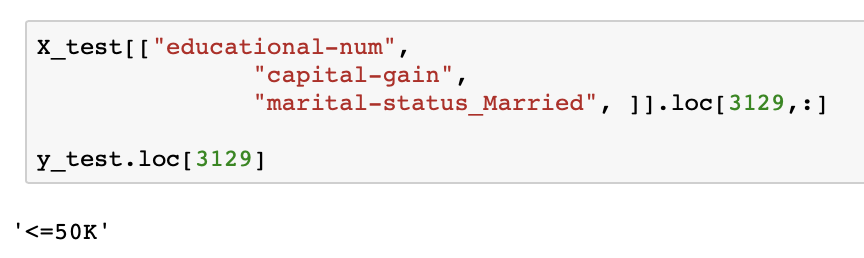 X_test[["educational-num",
"capital-gain",
"marital-status_Married", ]].loc[3129,:]
y_test.loc[3129]
'<=50K'